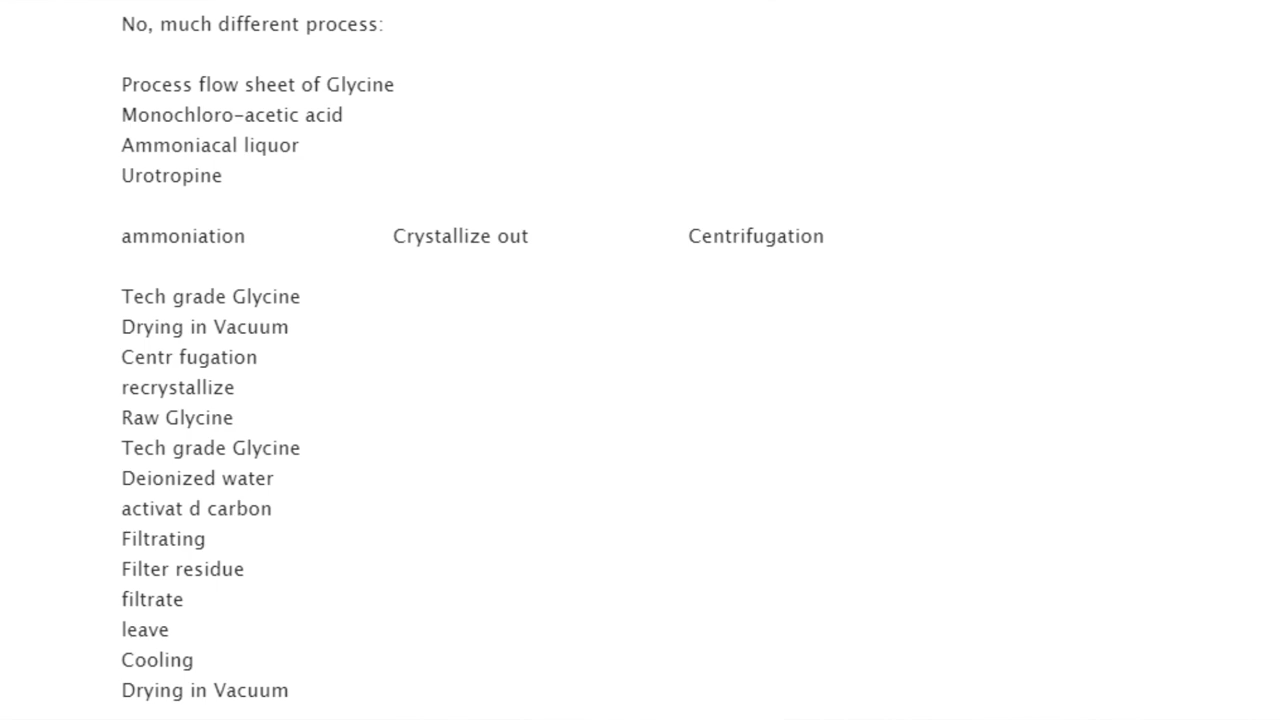 No, much different process:
Process flow sheet of Glycine
Monochloro-acetic acid
Ammoniacal liquor
Urotropine
ammoniation Crystallize out Centrifugation
Tech grade Glycine
Drying in Vacuum
Centr fugation
recrystallize
Raw Glycine
Tech grade Glycine
Deionized water
activat d carbon
Filtrating
Filter residue
filtrate
leave
Cooling
Drying in Vacuum